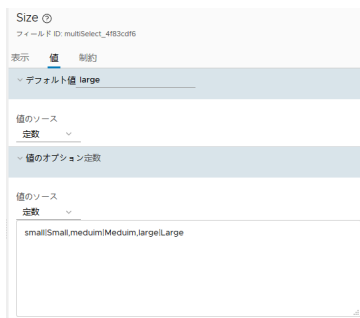 Size
フィールド ID: multiSelect_4f83cdf6
表示 値 制約
デフォルト値 large
値のソース
定数
値のオプション定数
値のソース
定数
small|Small,meduim|Meduim,large|Large